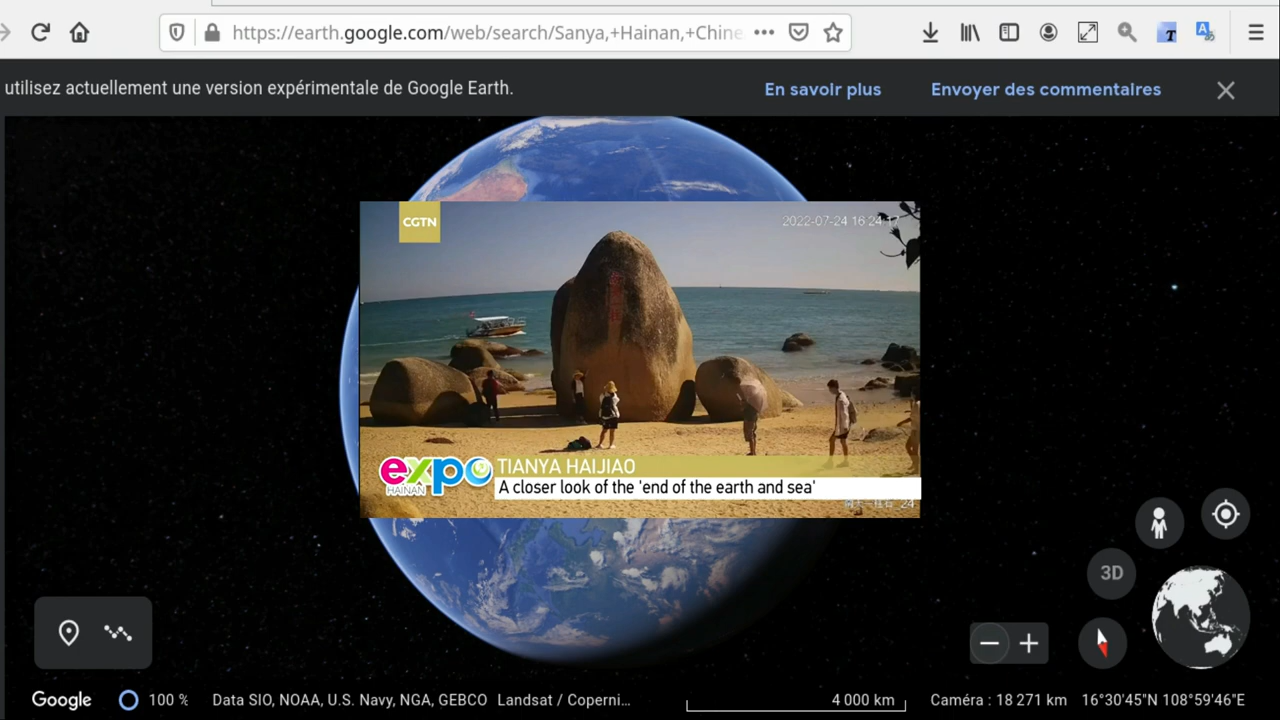 https://earth.google.com/web/search/Sanya,+Hainan,+Chine
utilisez actuellement une version expérimentale de Google Earth.
En savoir plus
Envoyer des commentaires
CGTN
2022-07-24 16 24
expo
HAINAN
TIANYA HAIJIAO
A closer look of the 'end of the earth and sea'
24
3D
Google
100 %
Data SIO, NOAA, U.S. Navy, NGA, GEBCO Landsat / Coperni...
4 000 km
Caméra : 18 271 km
16°30'45"N 108°59'46"E